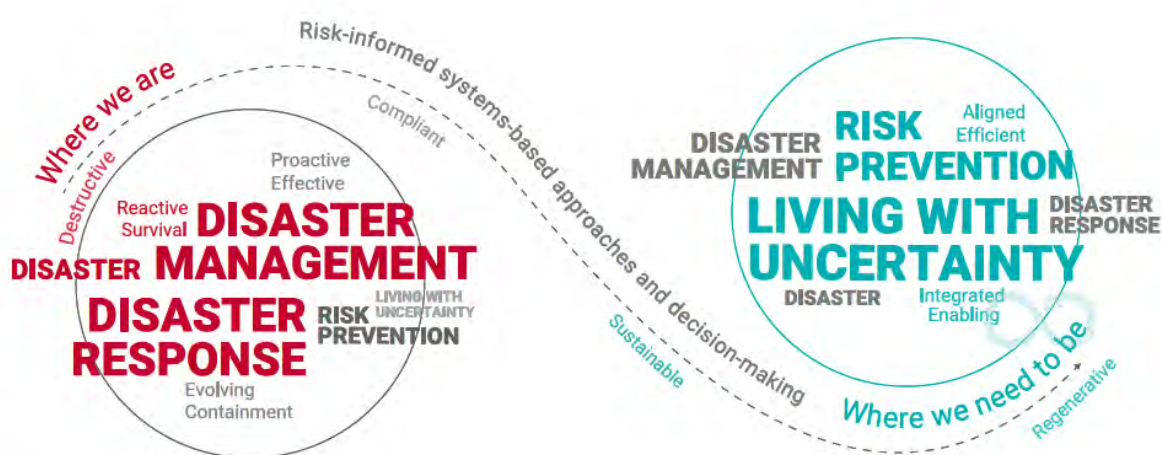 Where we are
Destructive
Risk-informed systems-based approaches and decision-making
Compliant
Sustainable
Proactive
Effective
Reactive
Survival
DISASTER
MANAGEMENT
DISASTER
DISASTER
RESPONSE
RISK
PREVENTION
LIVING WITH
UNCERTAINTY
Evolving
Containment
DISASTER
MANAGEMENT
RISK
PREVENTION
Aligned
Efficient
LIVING WITH
UNCERTAINTY
DISASTER
RESPONSE
DISASTER
Integrated
Enabling
Where we need to be
Regenerative